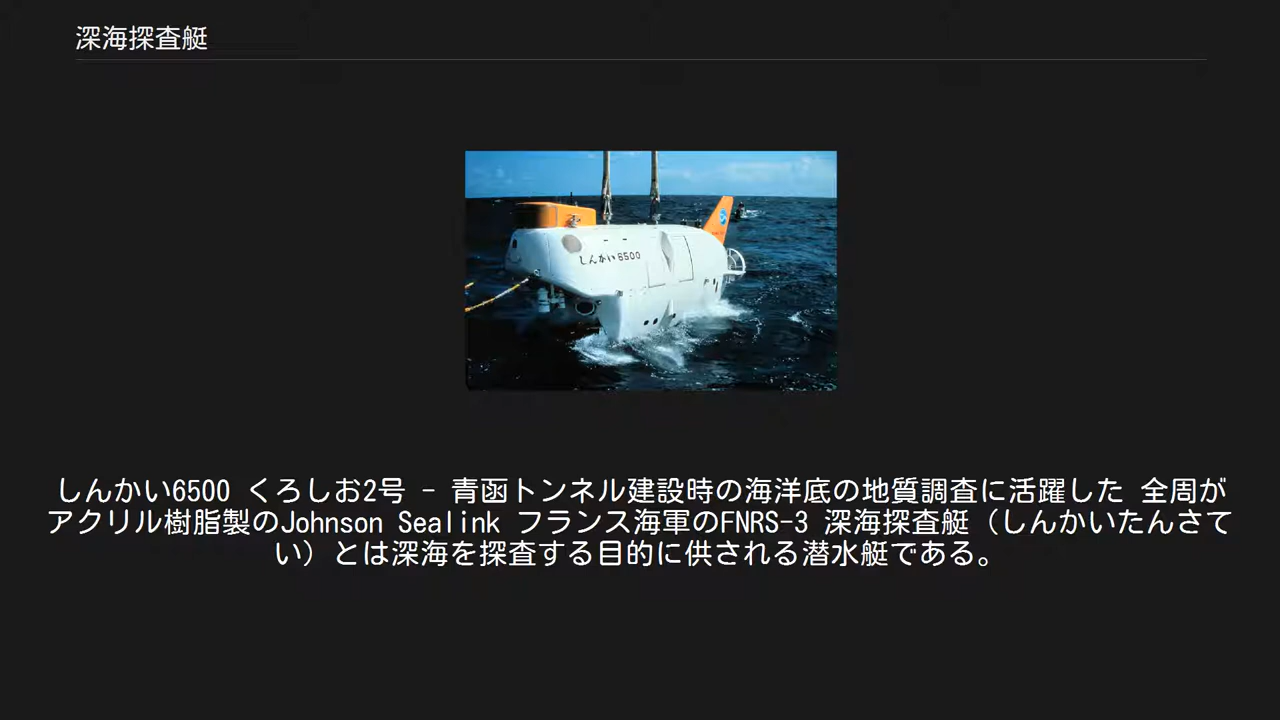 深海探査艇
しんかい6500
しんかい6500 くろしお2号 - 青函トンネル建設時の海洋底の地質調査に活躍した 全周が
アクリル樹脂製のJohnson Sealink フランス海軍のFNRS-3 深海探査艇（しんかいたんさて
い）とは深海を探査する目的に供される潜水艇である。